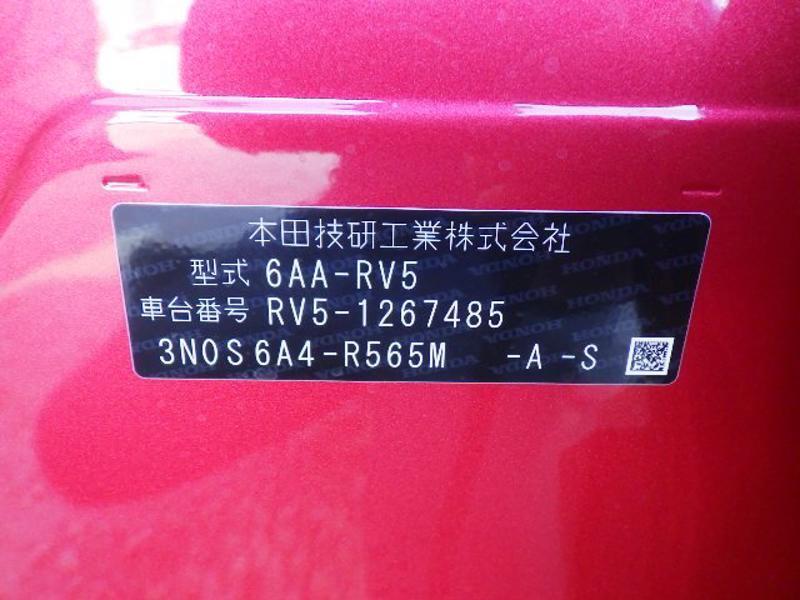 本田技研工業株式会社
型式 6AA-RV5
車台番号 RV5-1267485
3N0S6A4-R565M -A -S